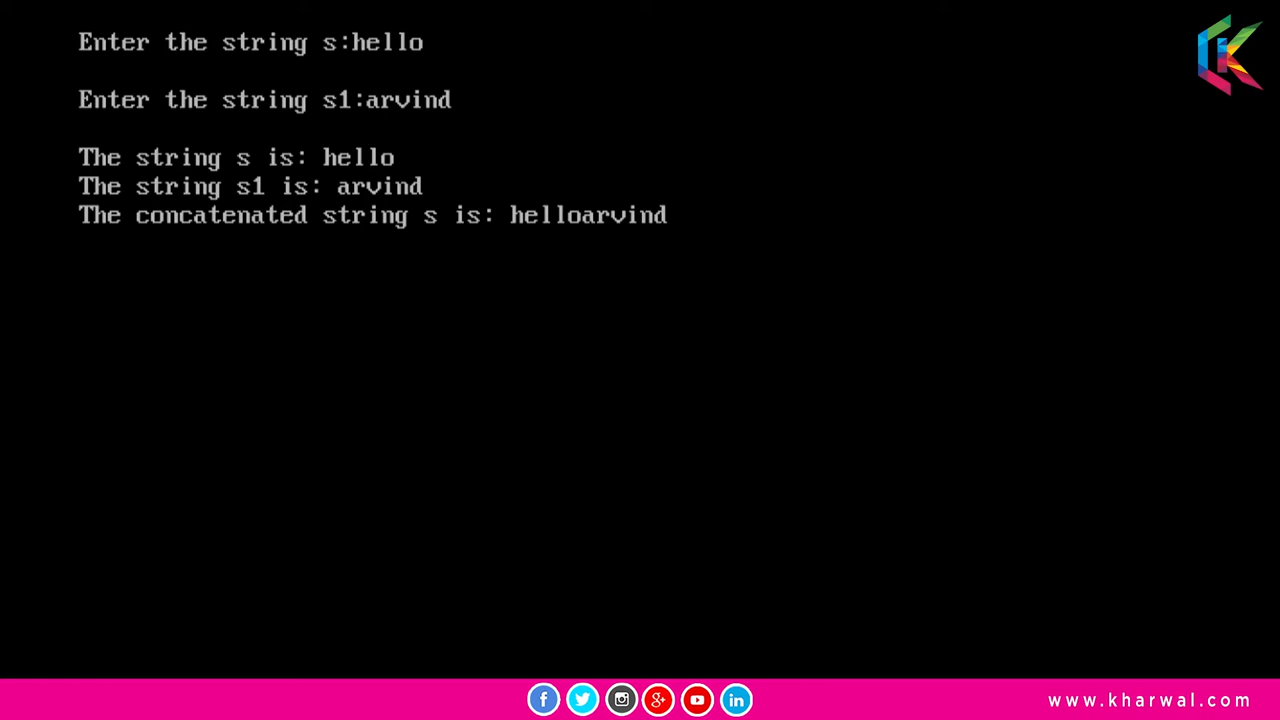 Enter the string s:hello
Enter the string s1:arvind
The string s is: hello
The string s1 is: arvind
The concatenated string s is: helloarvind
www.kharwal.com